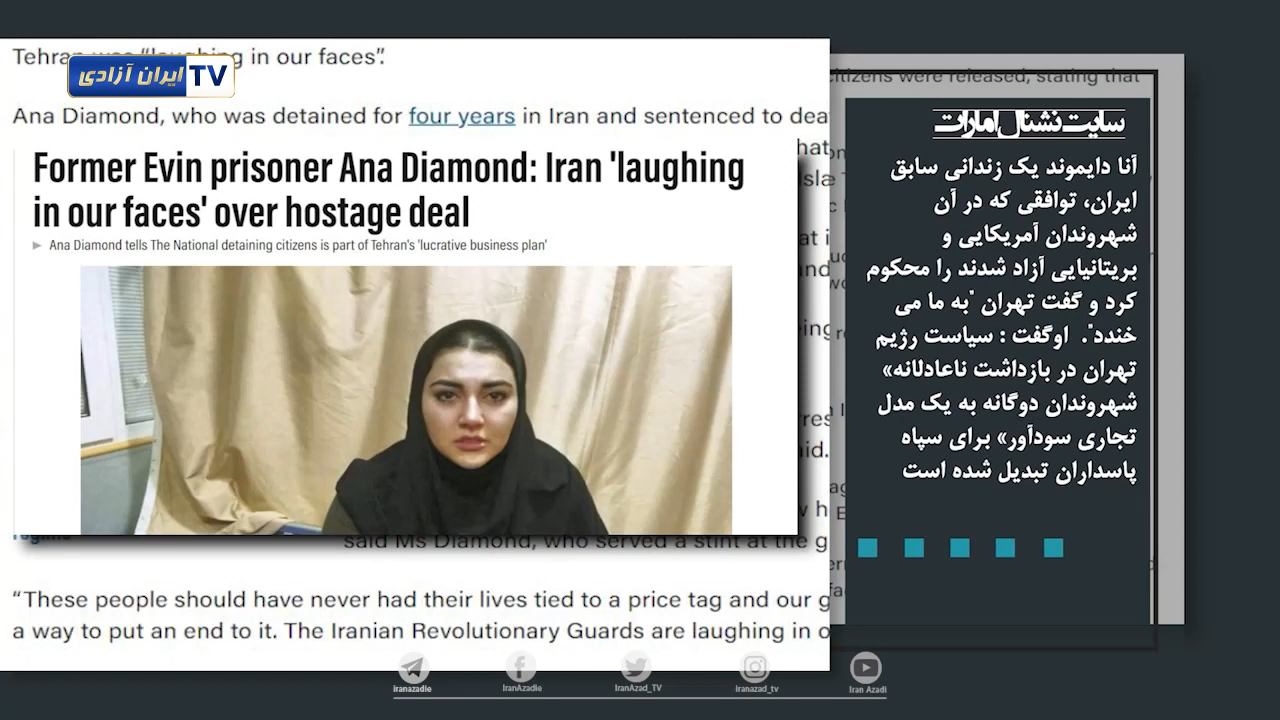 Tehran was “laughing in our faces”.
TV ایران آزادی
Ana Diamond, who was detained for four years in Iran and sentenced to dea
Former Evin prisoner Ana Diamond: Iran 'laughing
in our faces' over hostage deal
Ana Diamond tells The National detaining citizens is part of Tehran's 'lucrative business plan'
said Ms Diamond, who served a stint at the g
“These people should have never had their lives tied to a price tag and our g
a way to put an end to it. The Iranian Revolutionary Guards are laughing in o
citizens were released, stating that
سایت نشنال امارات
آنا دایموند یک زندانی سابق
ایران، توافقی که در آن
شهروندان آمریکایی و
بریتانیایی آزاد شدند را محکوم
کرد و گفت تهران "به ما می
خندد". اوگفت : سیاست رژیم
تهران در بازداشت ناعادلانه»
شهروندان دوگانه به یک مدل
تجاری سودآور» برای سپاه
پاسداران تبدیل شده است
iranazadie
IranAzadie
IranAzad_TV
iranazad_tv
Iran Azadi